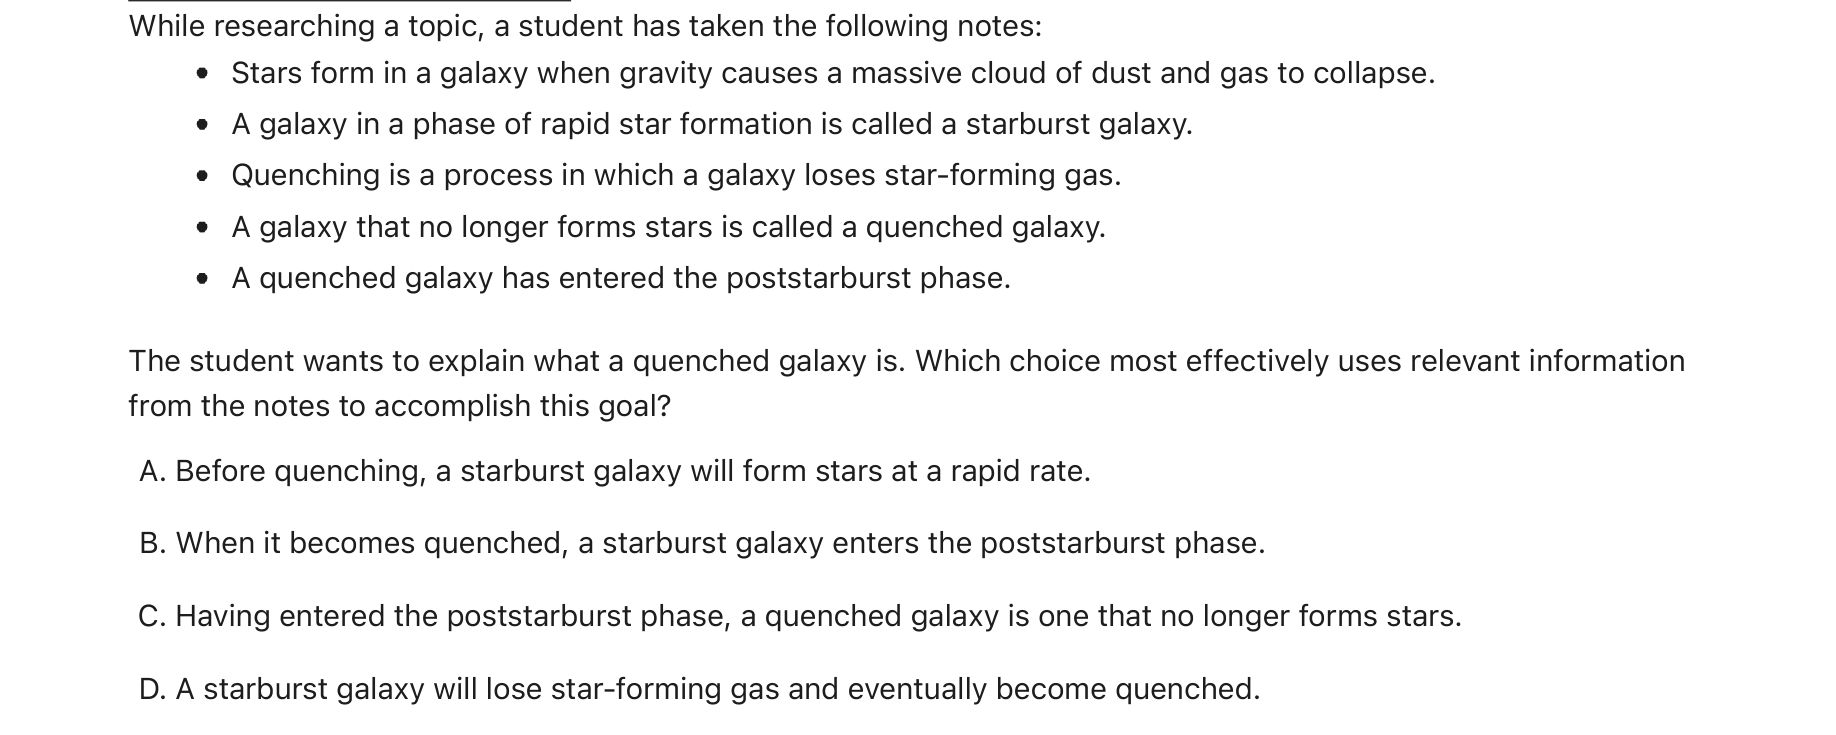 While researching a topic, a student has taken the following notes:
• Stars form in a galaxy when gravity causes a massive cloud of dust and gas to collapse.
• A galaxy in a phase of rapid star formation is called a starburst galaxy.
• Quenching is a process in which a galaxy loses star-forming gas.
• A galaxy that no longer forms stars is called a quenched galaxy.
• A quenched galaxy has entered the poststarburst phase.
The student wants to explain what a quenched galaxy is. Which choice most effectively uses relevant information
from the notes to accomplish this goal?
A. Before quenching, a starburst galaxy will form stars at a rapid rate.
B. When it becomes quenched, a starburst galaxy enters the poststarburst phase.
C. Having entered the poststarburst phase, a quenched galaxy is one that no longer forms stars.
D. A starburst galaxy will lose star-forming gas and eventually become quenched.